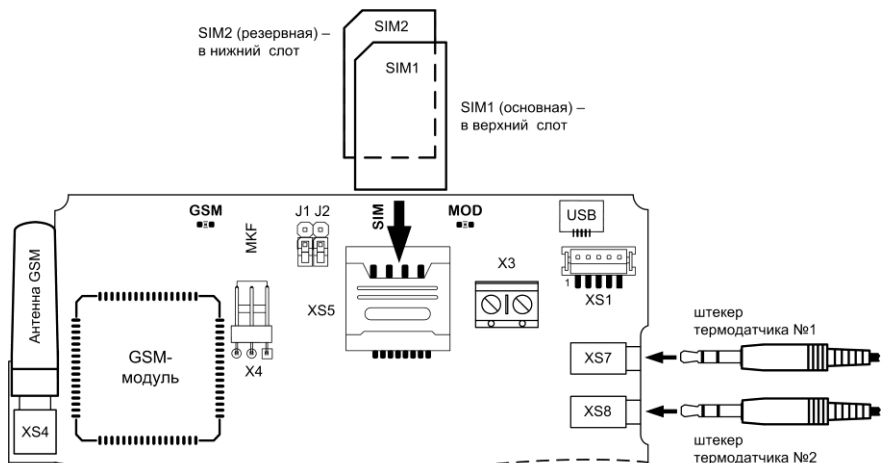 SIM2 (резервная) –
в нижний слот
SIM2
SIM1
SIM1 (основная) –
в верхний слот
GSM
MKF
J1 J2
SIM
MOD
USB
Антенна GSM
XS5
X3
1
XS1
GSM-
модуль
X4
XS4
XS7
XS8
штекер
термодатчика №1
штекер
термодатчика №2